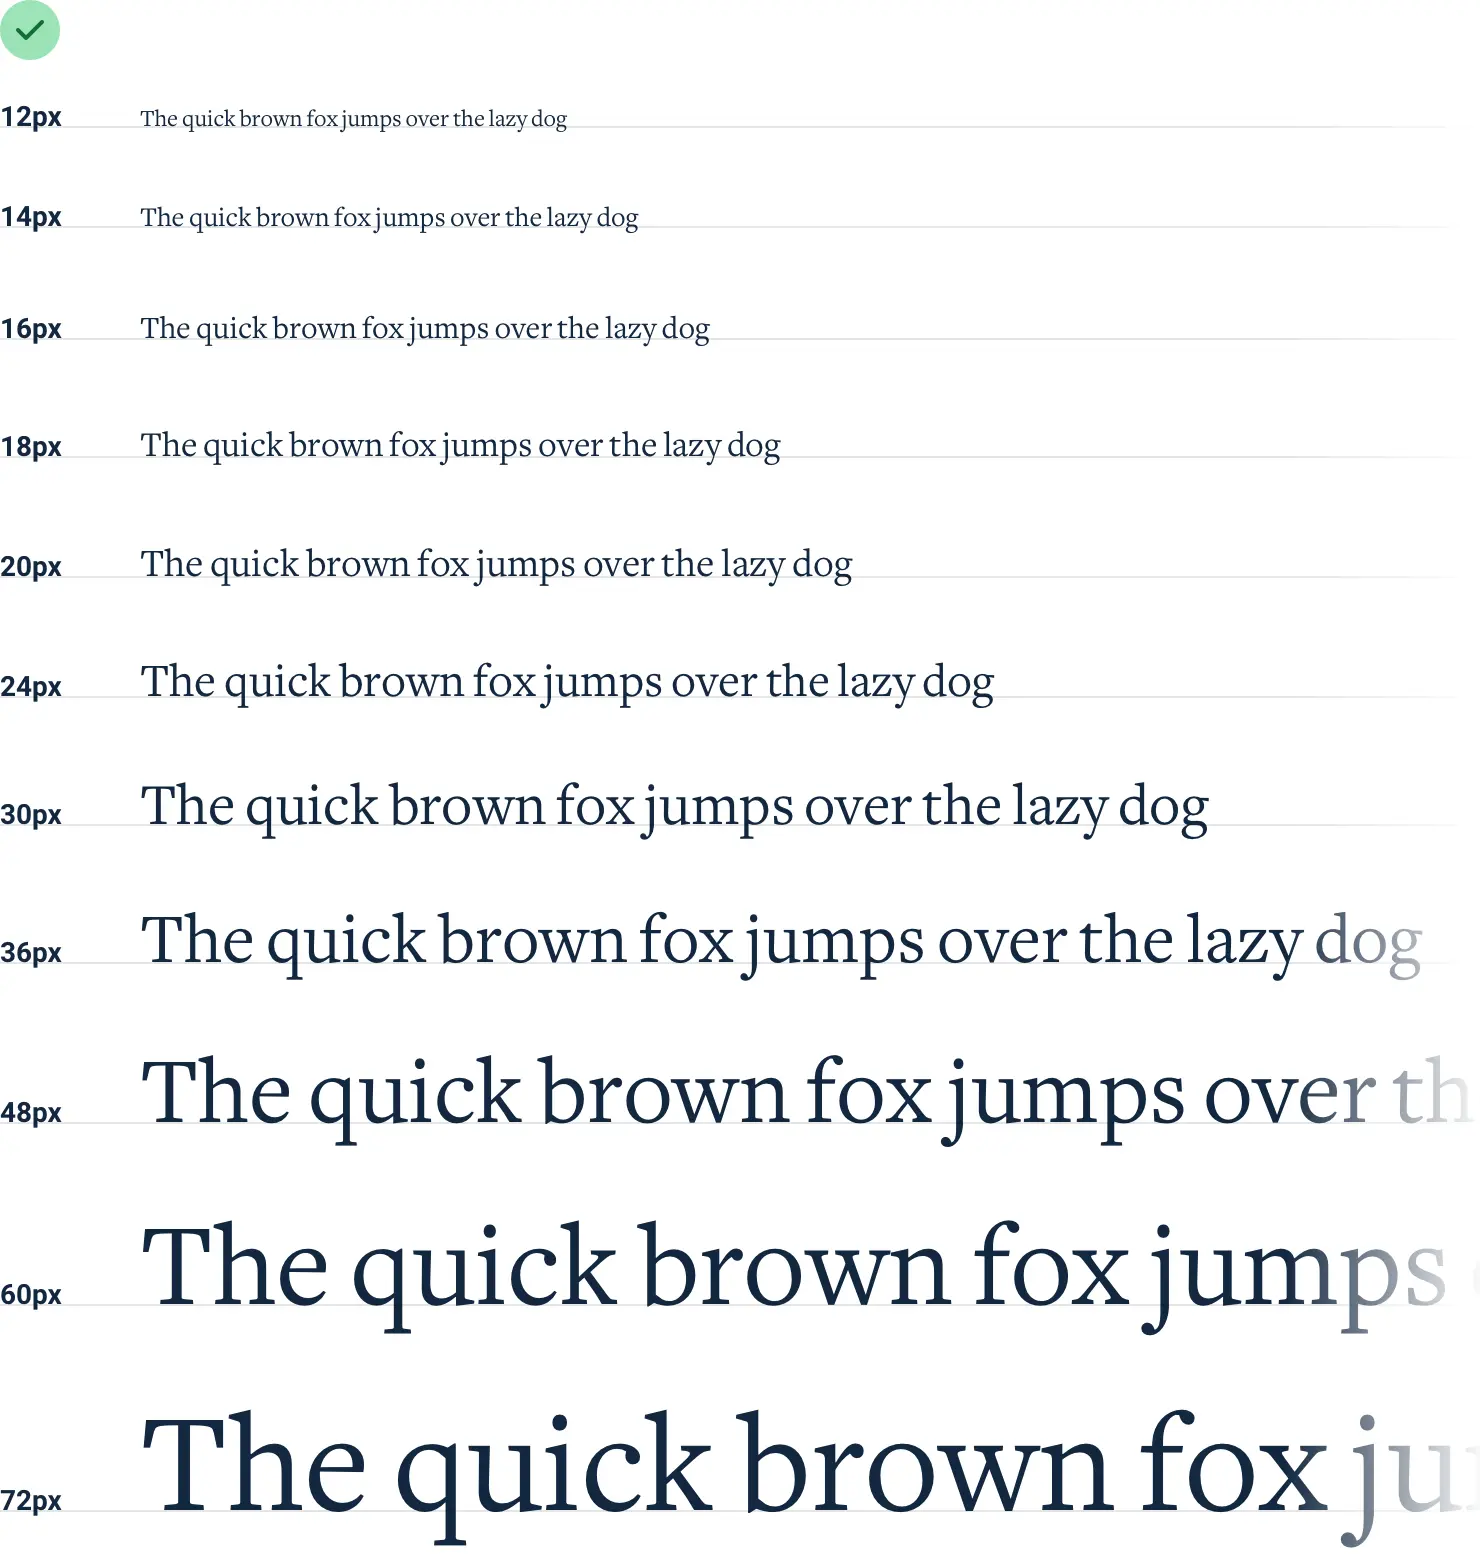 12px The quick brown fox jumps over the lazy dog
14px The quick brown fox jumps over the lazy dog
16px The quick brown fox jumps over the lazy dog
18px The quick brown fox jumps over the lazy dog
20px The quick brown fox jumps over the lazy dog
24px The quick brown fox jumps over the lazy dog
30px The quick brown fox jumps over the lazy dog
36px The quick brown fox jumps over the lazy dog
48px The quick brown fox jumps over th
60px The quick brown fox jumps
72px The quick brown fox ju